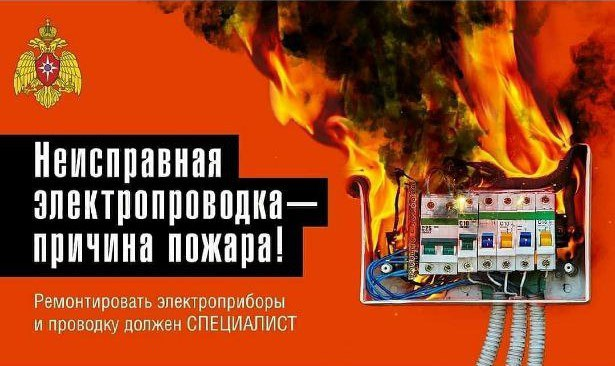 Неисправная
электропроводка—
причина пожара!
Ремонтировать электроприборы
и проводку должен СПЕЦИАЛИСТ